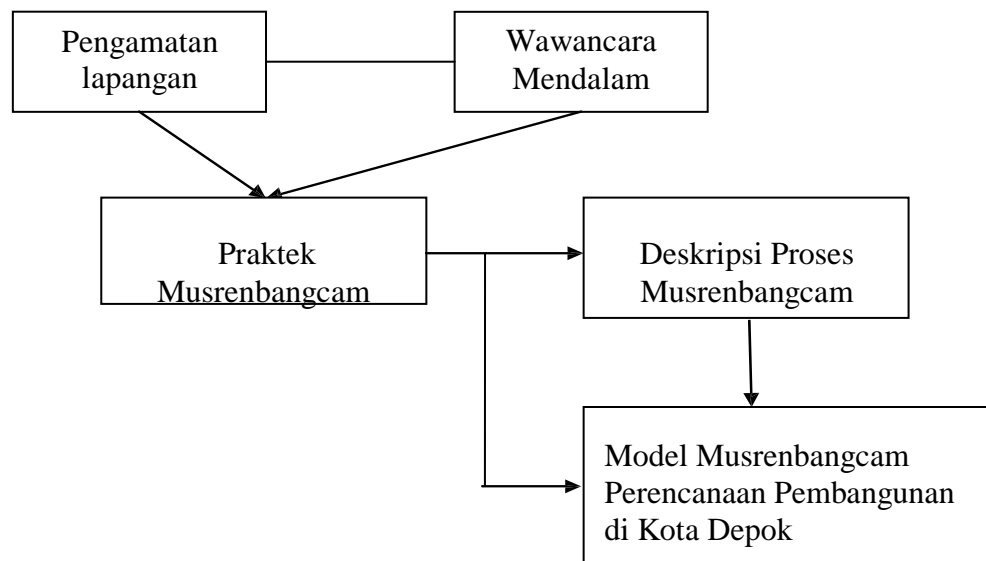 Pengamatan
lapangan
Wawancara
Mendalam
Praktek
Musrenbangcam
Deskripsi Proses
Musrenbangcam
Model Musrenbangcam
Perencanaan Pembangunan
di Kota Depok